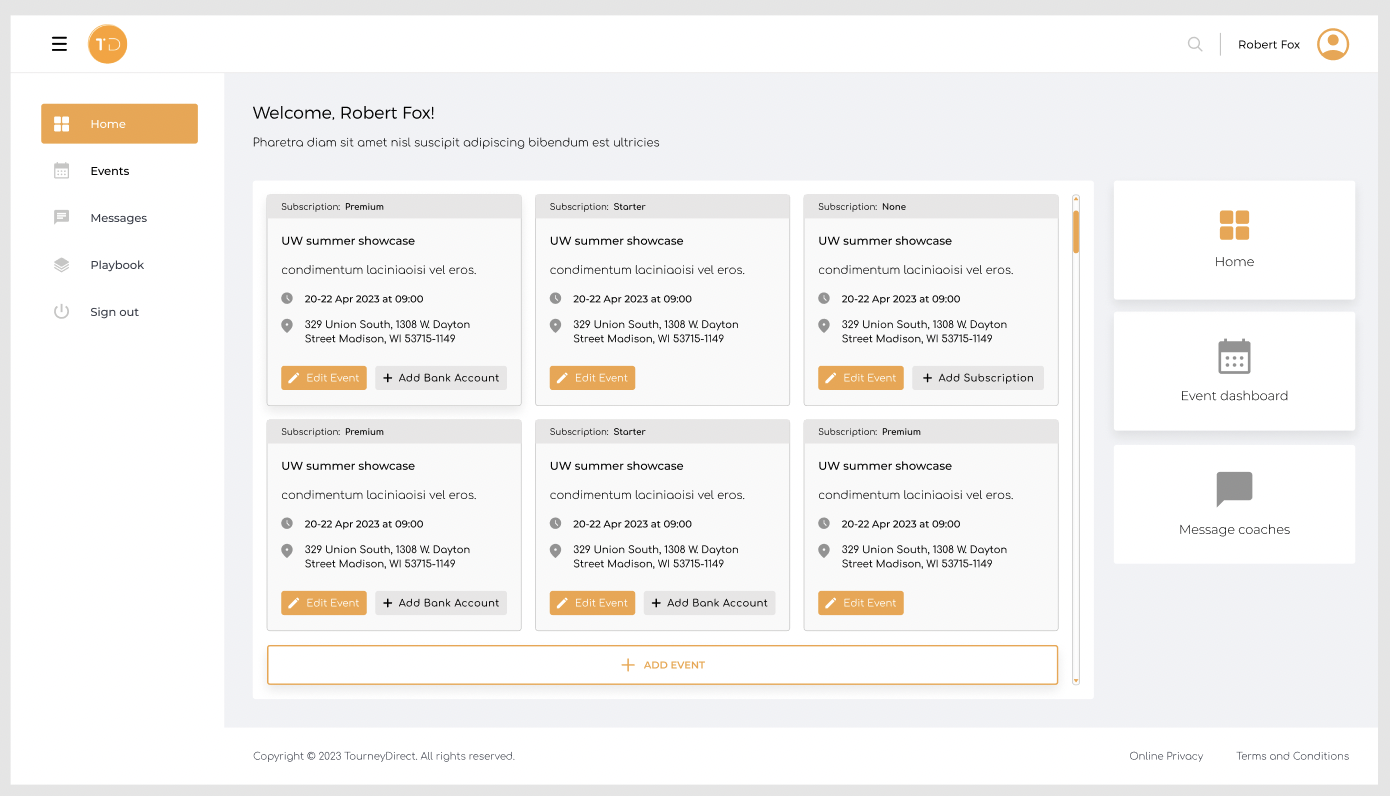 TD
Robert Fox
Home
Events
Messages
Playbook
Sign out
Welcome, Robert Fox!
Pharetra diam sit amet nisl suscipit adipiscing bibendum est ultricies
Subscription: Premium
UW summer showcase
condimentum laciniaoisi vel eros.
20-22 Apr 2023 at 09:00
329 Union South, 1308 W. Dayton
Street Madison, WI 53715-1149
Edit Event
+ Add Bank Account
Subscription: Starter
UW summer showcase
condimentum laciniaoisi vel eros.
20-22 Apr 2023 at 09:00
329 Union South, 1308 W. Dayton
Street Madison, WI 53715-1149
Edit Event
Subscription: None
UW summer showcase
condimentum laciniaoisi vel eros.
20-22 Apr 2023 at 09:00
329 Union South, 1308 W. Dayton
Street Madison, WI 53715-1149
Edit Event
+ Add Subscription
Subscription: Premium
UW summer showcase
condimentum laciniaoisi vel eros.
20-22 Apr 2023 at 09:00
329 Union South, 1308 W. Dayton
Street Madison, WI 53715-1149
Edit Event
+ Add Bank Account
Subscription: Starter
UW summer showcase
condimentum laciniaoisi vel eros.
20-22 Apr 2023 at 09:00
329 Union South, 1308 W. Dayton
Street Madison, WI 53715-1149
Edit Event
+ Add Bank Account
Subscription: Premium
UW summer showcase
condimentum laciniaoisi vel eros.
20-22 Apr 2023 at 09:00
329 Union South, 1308 W. Dayton
Street Madison, WI 53715-1149
Edit Event
+ ADD EVENT
Home
Event dashboard
Message coaches
Copyright © 2023 TourneyDirect. All rights reserved.
Online Privacy
Terms and Conditions